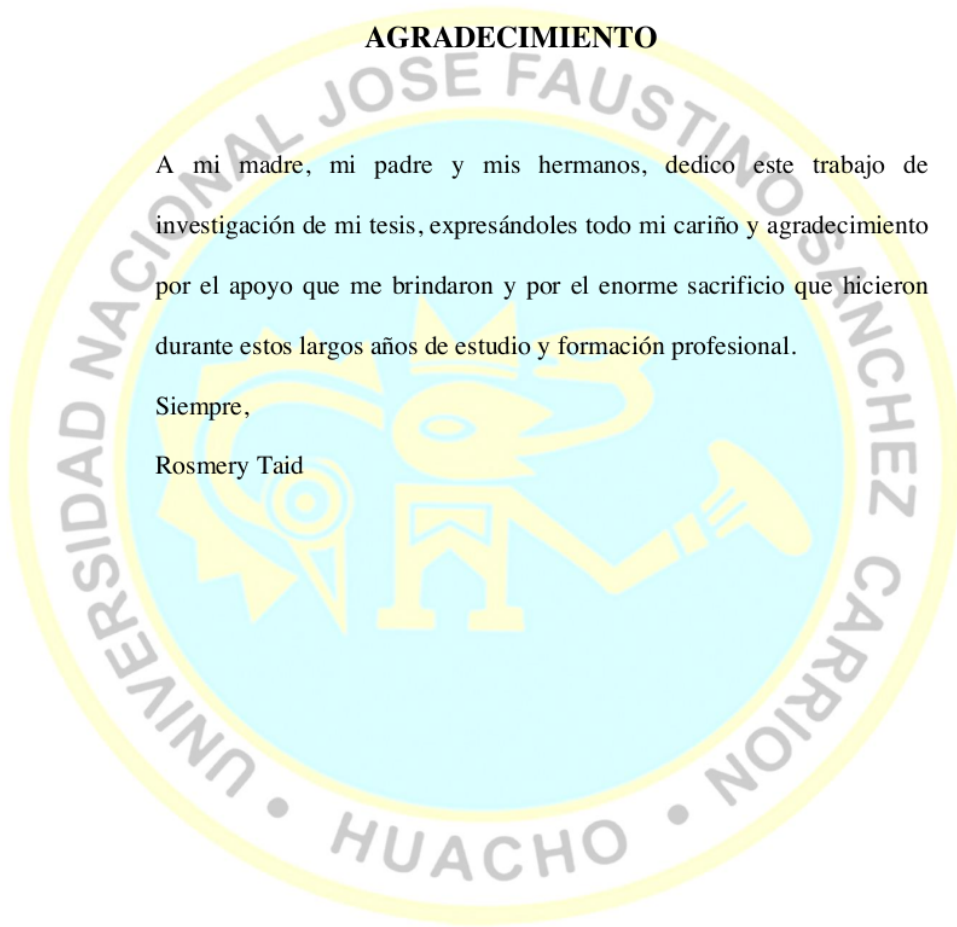 AGRADECIMIENTO
A mi madre, mi padre y mis hermanos, dedico este trabajo de
investigación de mi tesis, expresándoles todo mi cariño y agradecimiento
por el apoyo que me brindaron y por el enorme sacrificio que hicieron
durante estos largos años de estudio y formación profesional.
Siempre,
Rosmery Taid
UNIVERSIDAD NACIONAL JOSE FAUSTINO SANCHEZ CARRION
• HUACHO •